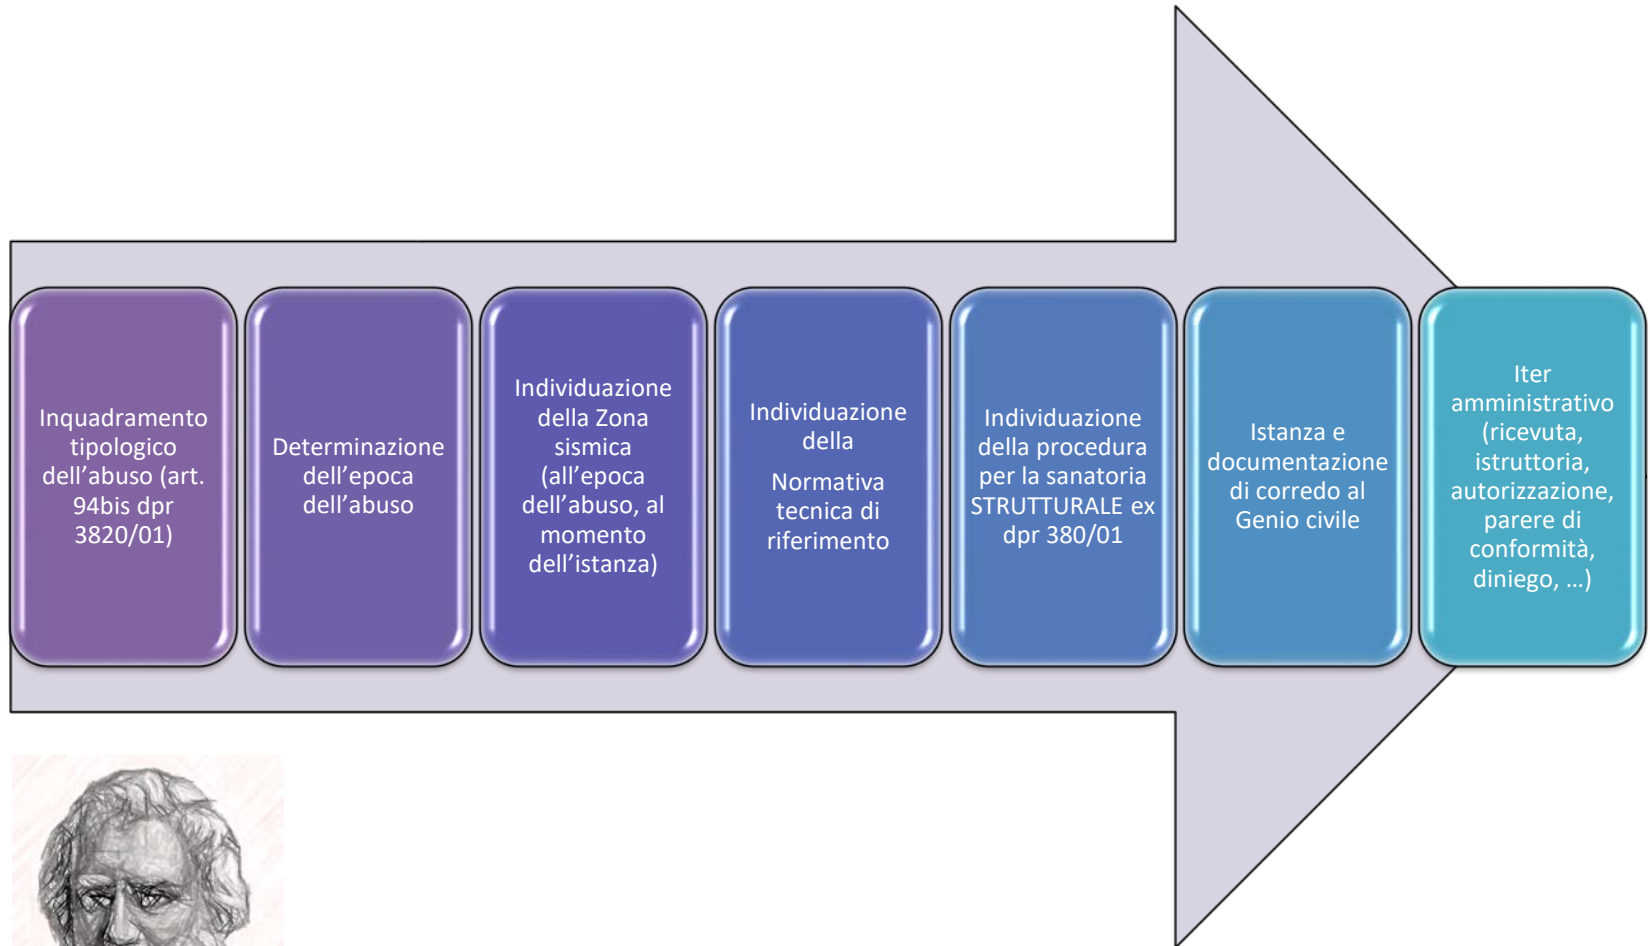 Inquadramento
tipologico
dell’abuso (art.
94bis dpr
3820/01)
Determinazione
dell’epoca
dell’abuso
Individuazione
della Zona
sismica
(all’epoca
dell’abuso, al
momento
dell’istanza)
Individuazione
della
Normativa
tecnica di
riferimento
Individuazione
della procedura
per la sanatoria
STRUTTURALE ex
dpr 380/01
Istanza e
documentazione
di corredo al
Genio civile
Iter
amministrativo
(ricevuta,
istruttoria,
autorizzazione,
parere di
conformità,
diniego, …)